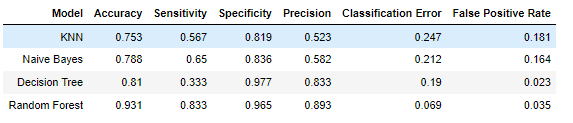 Model Accuracy Sensitivity Specificity Precision Classification Error False Positive Rate
KNN 0.753 0.567 0.819 0.523 0.247 0.181
Naive Bayes 0.788 0.65 0.836 0.582 0.212 0.164
Decision Tree 0.81 0.333 0.977 0.833 0.19 0.023
Random Forest 0.931 0.833 0.965 0.893 0.069 0.035